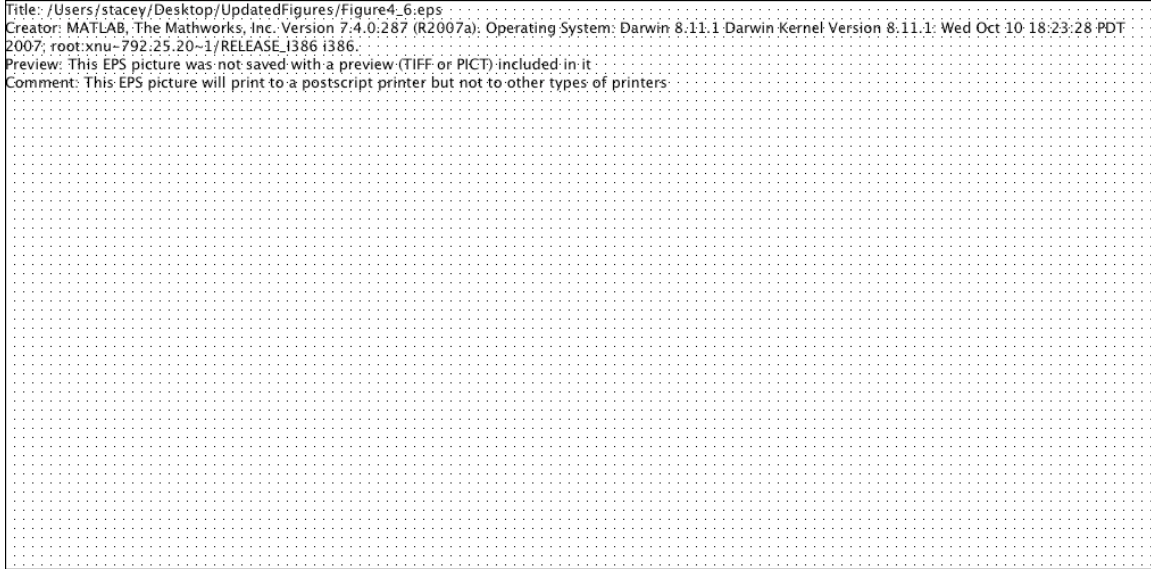 Title: /Users/stacey/Desktop/UpdatedFigures/Figure4_6.eps
Creator: MATLAB, The Mathworks, Inc. Version 7.4.0.287 (R2007a). Operating System: Darwin 8.11.1 Darwin Kernel Version 8.11.1: Wed Oct 10 18:23:28 PDT
2007; root:xnu-792.25.20~1/RELEASE_I386 i386.
Preview: This EPS picture was not saved with a preview (TIFF or PICT) included in it
Comment: This EPS picture will print to a postscript printer but not to other types of printers